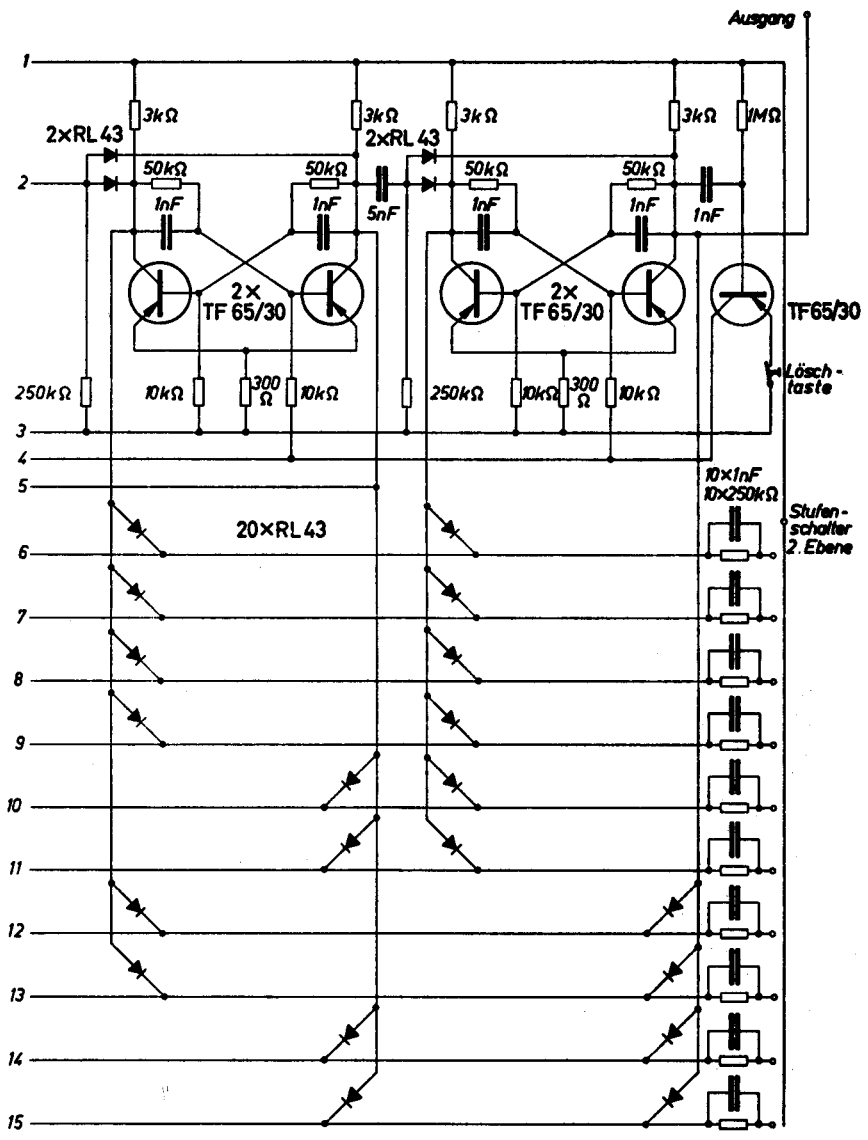 Ausgang
1
3kΩ
3kΩ
3kΩ
3kΩ
1MΩ
2×RL 43
2×RL 43
2
50kΩ
50kΩ
50kΩ
50kΩ
1nF
1nF
5nF
1nF
1nF
1nF
2×
TF 65/30
2×
TF 65/30
TF65/30
Lösch-
taste
250kΩ
10kΩ
300
Ω
10kΩ
250kΩ
10kΩ
300
Ω
10kΩ
3
4
5
10×1nF
10×250kΩ
20×RL 43
Stufen-
schalter
2. Ebene
6
7
8
9
10
11
12
13
14
15